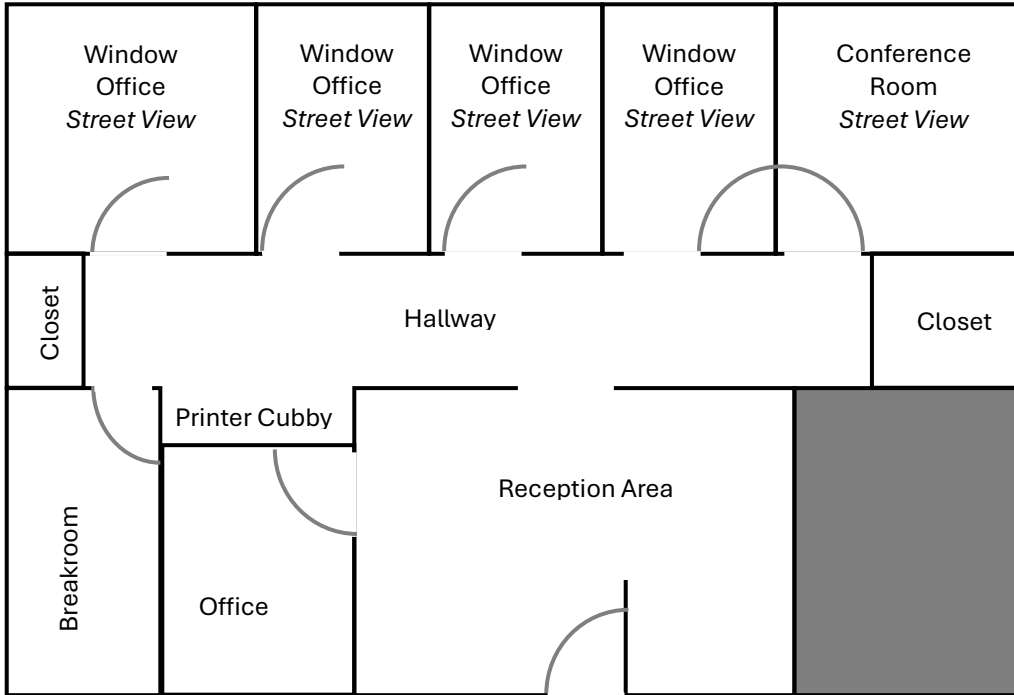 Window
Office
Street View
Window
Office
Street View
Window
Office
Street View
Window
Office
Street View
Conference
Room
Street View
Closet
Hallway
Closet
Printer Cubby
Reception Area
Breakroom
Office